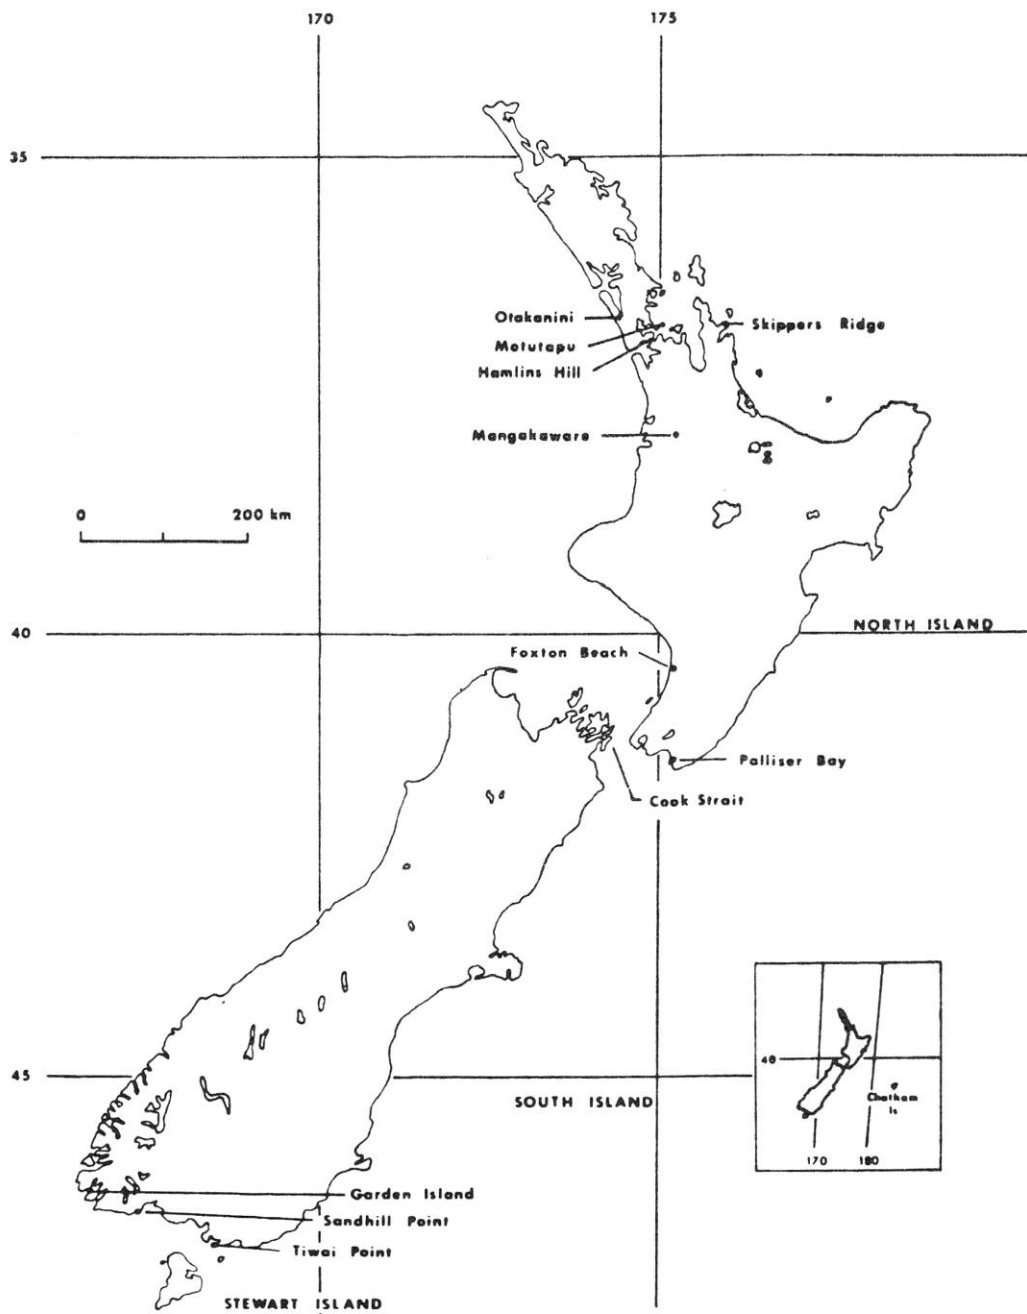 170
175
35
Otakanini
Skippers Ridge
Motutapu
Hamlins Hill
Mangakaware
0
200 km
40
NORTH ISLAND
Foxton Beach
Palliser Bay
Cook Strait
45
SOUTH ISLAND
40
Chatham
Is
170
180
Garden Island
Sandhill Point
Tiwai Point
STEWART ISLAND